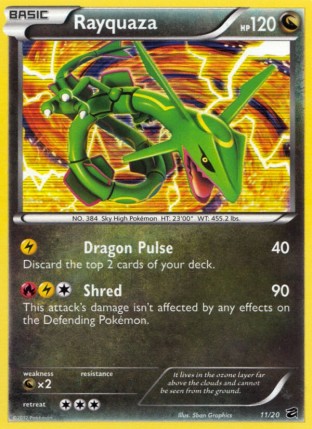 BASIC
Rayquaza
HP120
NO. 384 Sky High Pokémon HT: 23'00" WT: 455.2 lbs.
Dragon Pulse 40
Discard the top 2 cards of your deck.
Shred 90
This attack's damage isn't affected by any effects
on the Defending Pokémon.
weakness resistance
×2
retreat
It lives in the ozone layer far
above the clouds and cannot
be seen from the ground.
Illus. 5ban Graphics
11/20